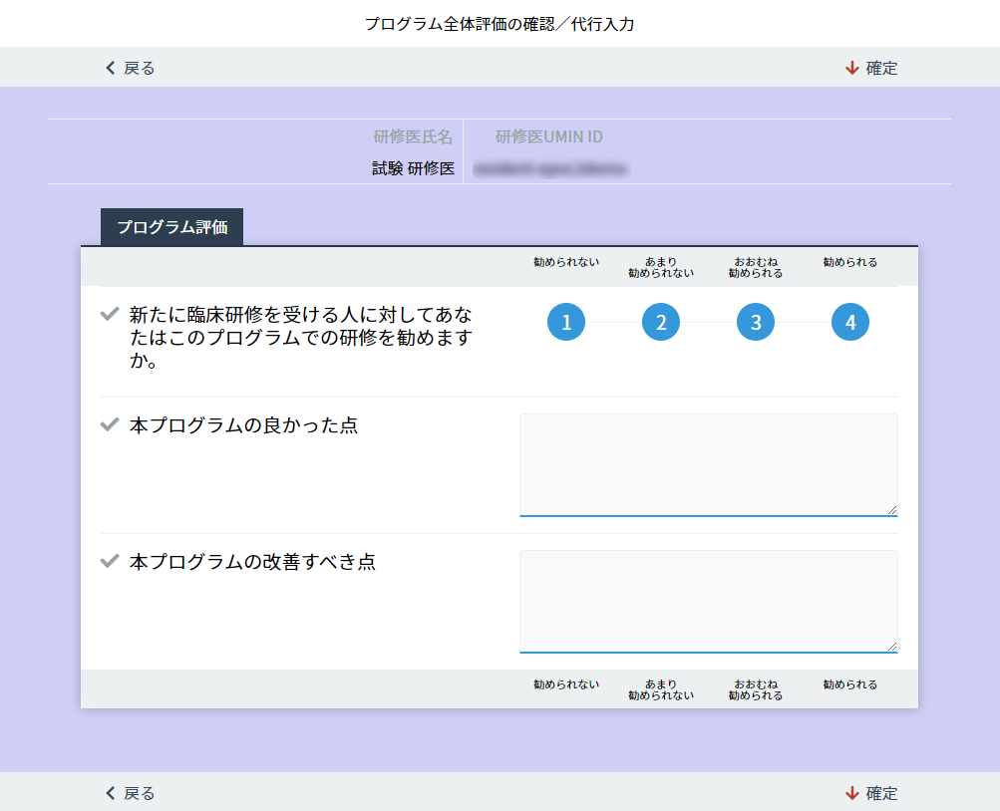 プログラム全体評価の確認／代行入力
戻る
確定
研修医氏名 研修医UMIN ID
試験 研修医
プログラム評価
勧められない あまり 勧められない おおむね 勧められる 勧められる
新たに臨床研修を受ける人に対してあな
たはこのプログラムでの研修を勧めます
か。
1 2 3 4
本プログラムの良かった点
本プログラムの改善すべき点
勧められない あまり 勧められない おおむね 勧められる 勧められる
戻る
確定